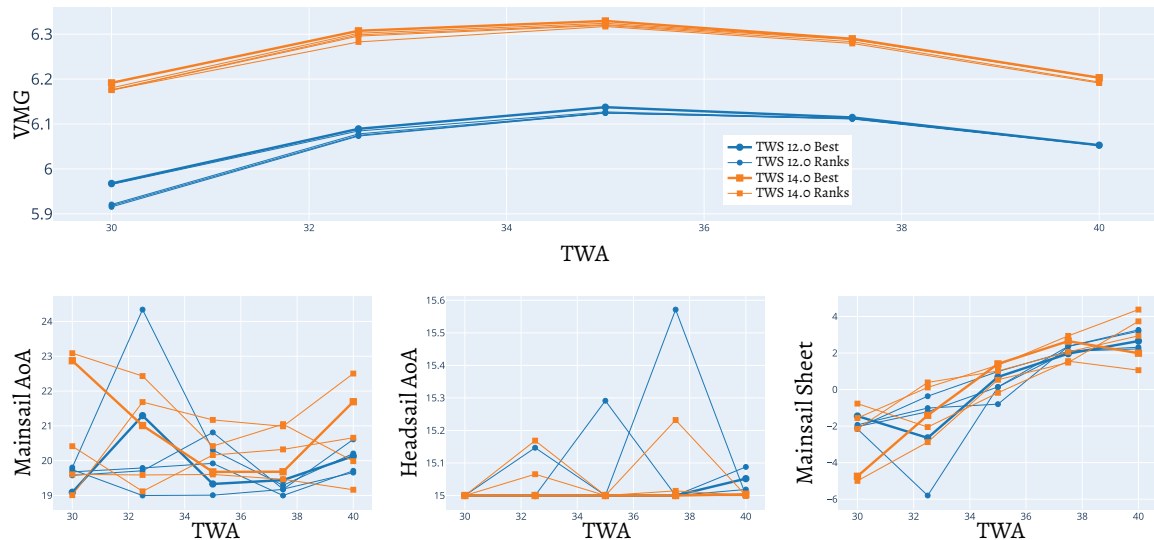 6.3
6.2
6.1
6
5.9
VMG
TWS 12.0 Best
TWS 12.0 Ranks
TWS 14.0 Best
TWS 14.0 Ranks
30 32 34 36 38 40
TWA
24
23
22
21
20
19
Mainsail AoA
30 32 34 36 38 40
TWA
15.6
15.5
15.4
15.3
15.2
15.1
15
Headsail AoA
30 32 34 36 38 40
TWA
4
2
0
−2
−4
−6
Mainsail Sheet
30 32 34 36 38 40
TWA